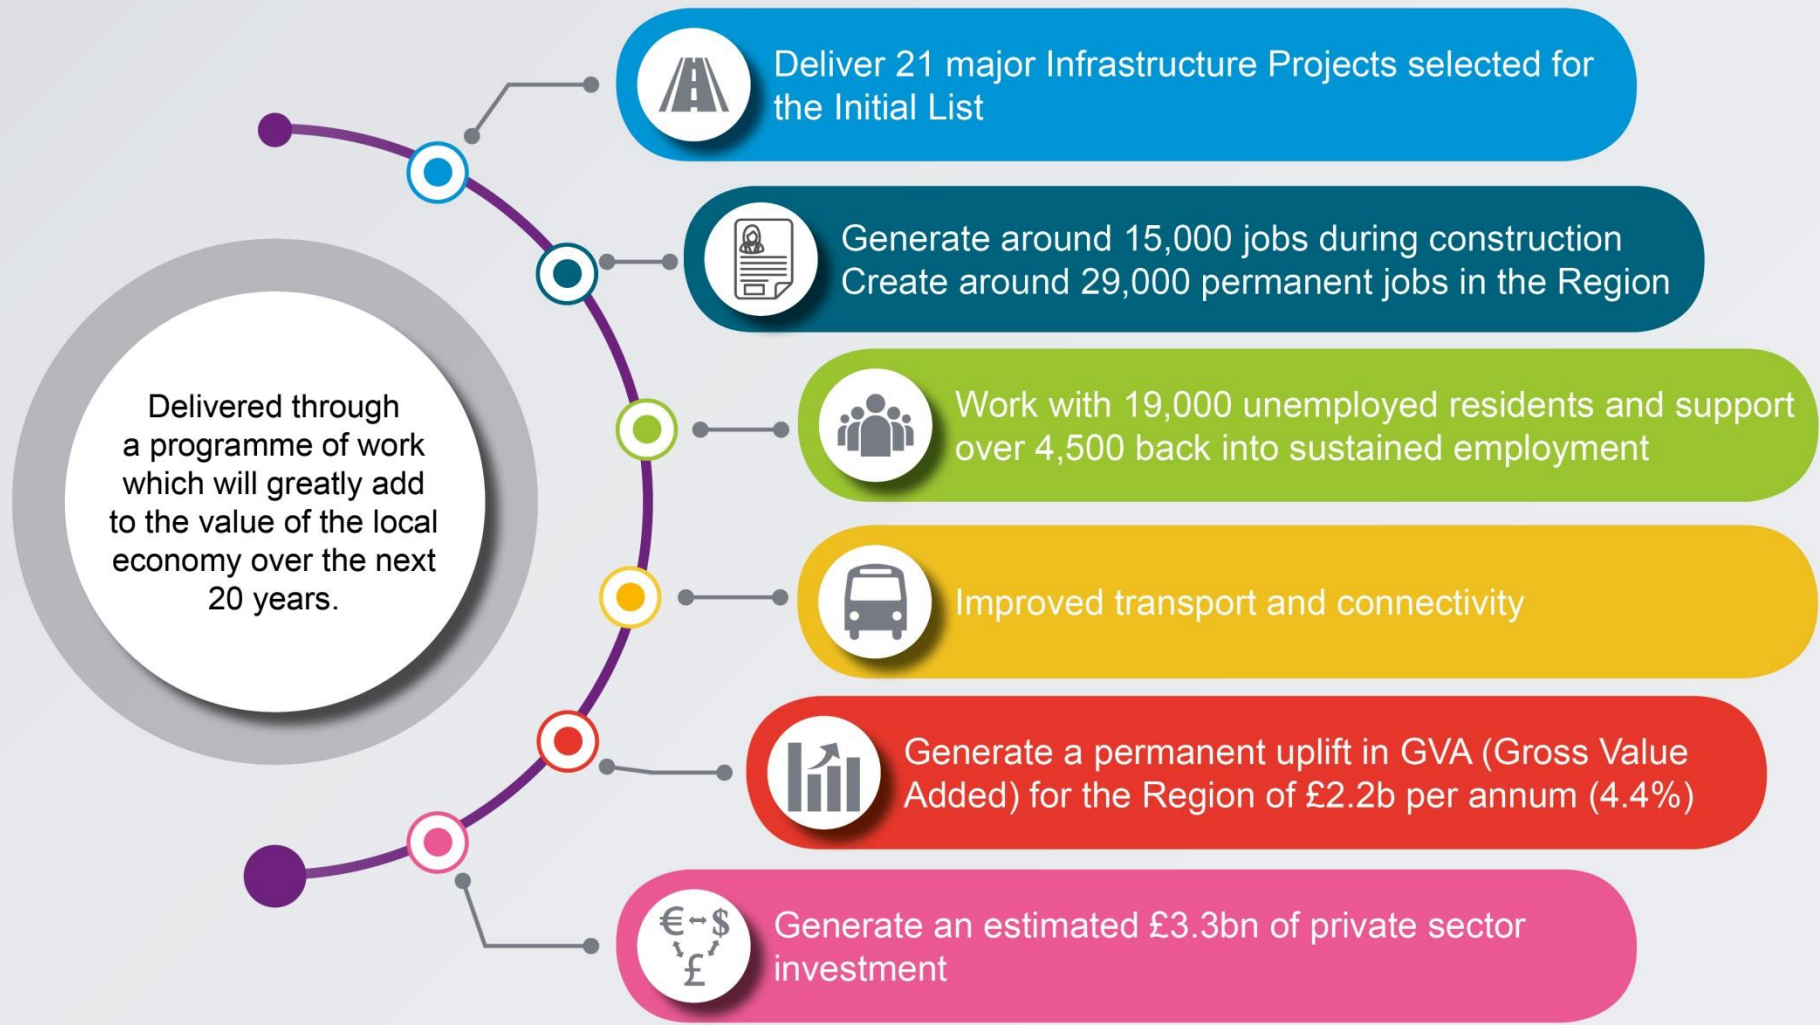 Deliver 21 major Infrastructure Projects selected for
the Initial List
Generate around 15,000 jobs during construction
Create around 29,000 permanent jobs in the Region
Work with 19,000 unemployed residents and support
over 4,500 back into sustained employment
Delivered through
a programme of work
which will greatly add
to the value of the local
economy over the next
20 years.
Improved transport and connectivity
Generate a permanent uplift in GVA (Gross Value
Added) for the Region of £2.2b per annum (4.4%)
Generate an estimated £3.3bn of private sector
investment
€ $
£